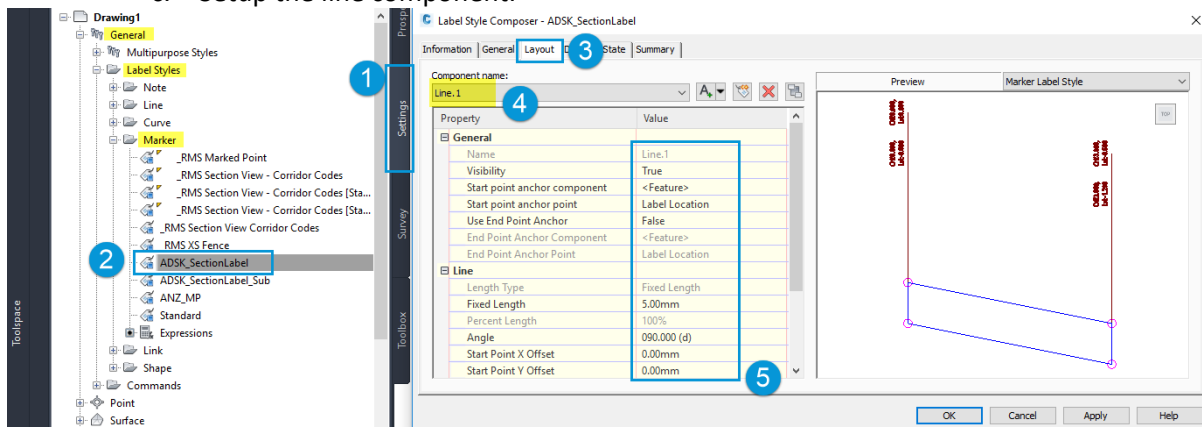 Setup the line component.
Drawing1
General
Multipurpose Styles
Label Styles
Note
Line
Curve
Marker
_RMS Marked Point
_RMS Section View - Corridor Codes
_RMS Section View - Corridor Codes [Sta...
_RMS Section View - Corridor Codes [Sta...
_RMS Section View Corridor Codes
RMS XS Fence
2
ADSK_SectionLabel
ADSK_SectionLabel_Sub
ANZ_MP
Standard
Expressions
Link
Shape
Commands
Point
Surface
Toolspace
Prosp
1
Settings
Survey
Toolbox
C Label Style Composer - ADSK_SectionLabel
Information General Layout 3 State Summary
Component name:
Line.1
4
Property Value
General
Name Line.1
Visibility True
Start point anchor component <Feature>
Start point anchor point Label Location
Use End Point Anchor False
End Point Anchor Component <Feature>
End Point Anchor Point Label Location
Line
Length Type Fixed Length
Fixed Length 5.00mm
Percent Length 100%
Angle 090.000 (d)
Start Point X Offset 0.00mm
Start Point Y Offset 0.00mm
5
Preview Marker Label Style
TOP
OK Cancel Apply Help